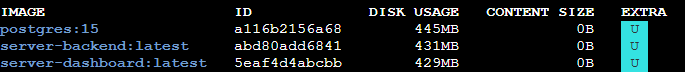 IMAGE ID DISK USAGE CONTENT SIZE EXTRA
postgres:15 a116b2156a68 445MB 0B U
server-backend:latest abd80add6841 431MB 0B U
server-dashboard:latest 5eaf4d4abcbb 429MB 0B U